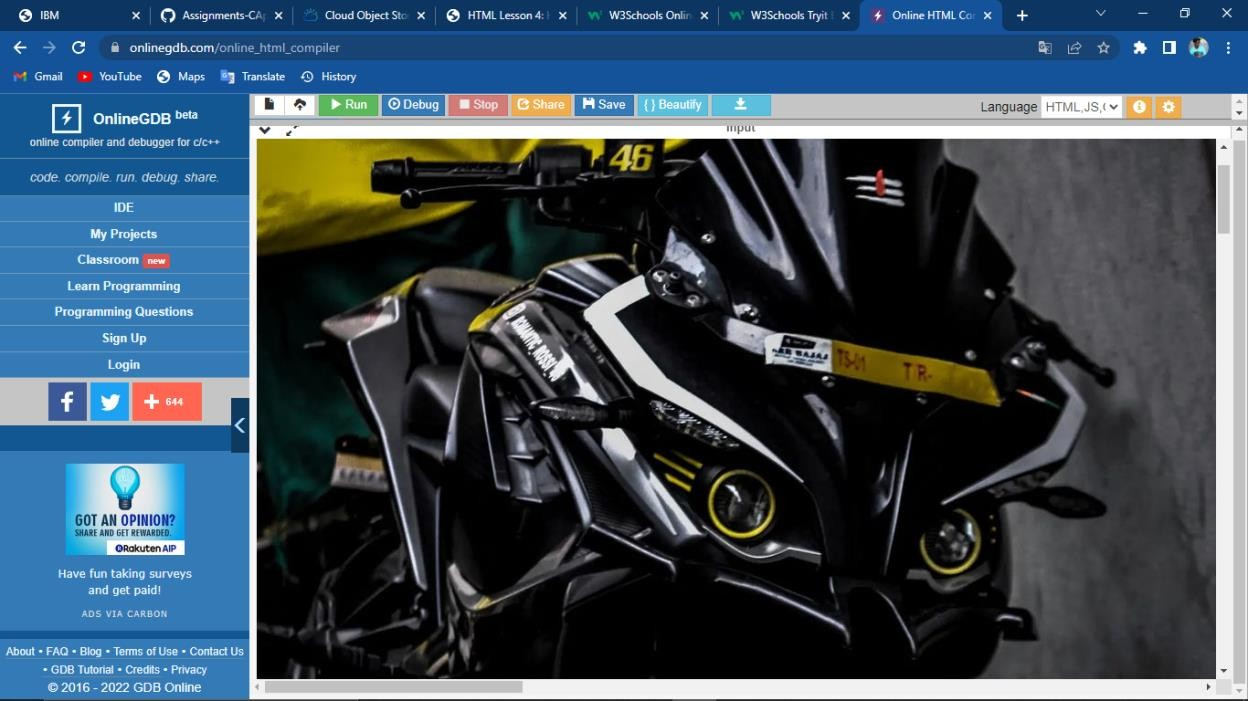 IBM
Assignments-CA
Cloud Object Sto
HTML Lesson 4:
W3Schools Onlin
W3Schools Tryit
Online HTML Co
onlinegdb.com/online_html_compiler
Gmail
YouTube
Maps
Translate
History
OnlineGDB beta
online compiler and debugger for c/c++
code. compile. run. debug. share.
IDE
My Projects
Classroom new
Learn Programming
Programming Questions
Sign Up
Login
f
+ 644
GOT AN OPINION?
SHARE AND GET REWARDED.
Rakuten AIP
Have fun taking surveys
and get paid!
ADS VIA CARBON
About • FAQ • Blog • Terms of Use • Contact Us
• GDB Tutorial • Credits • Privacy
© 2016 - 2022 GDB Online
Run
Debug
Stop
Share
Save
{ } Beautify
Language HTML,JS,
input
46
ROMANTIC ROSSI
BAJAJ
TS-01 TR-